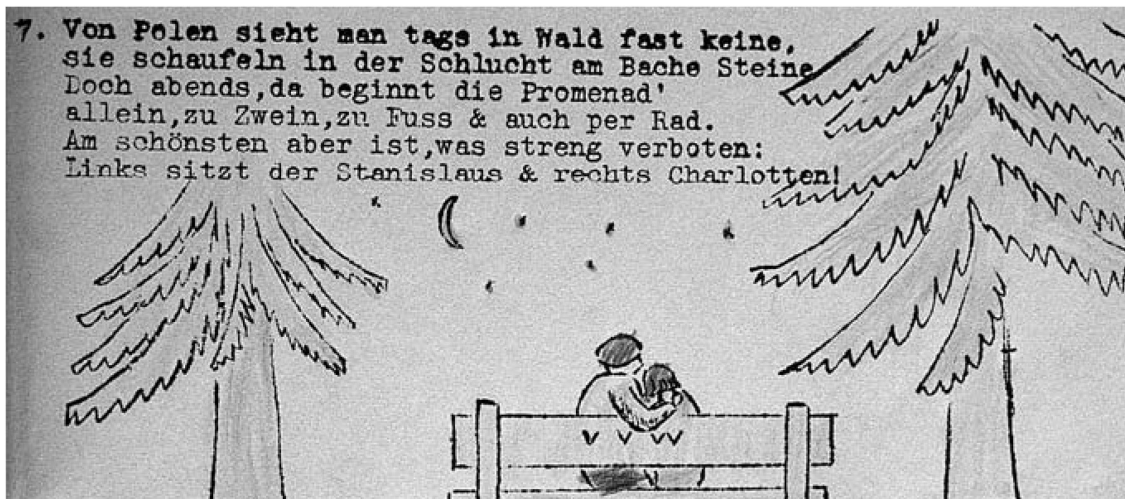 7. Von Polen sieht man tags in Wald fast keine,
sie schaufeln in der Schlucht am Bache Steine
Doch abends,da beginnt die Promenad'
allein,zu Zwein,zu Fuss & auch per Rad.
Am schönsten aber ist,was streng verboten:
Links sitzt der Stanislaus & rechts Charlotten!